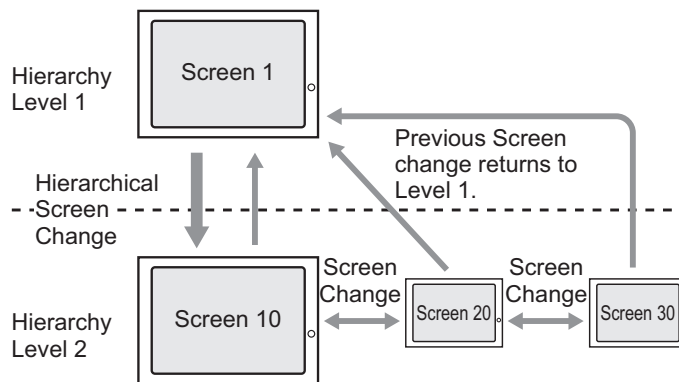 Screen 1
Hierarchy
Level 1
Previous Screen
change returns to
Level 1.
Hierarchical
Screen
Change
Screen
Change
Screen
Change
Hierarchy
Level 2
Screen 10
Screen 20
Screen 30